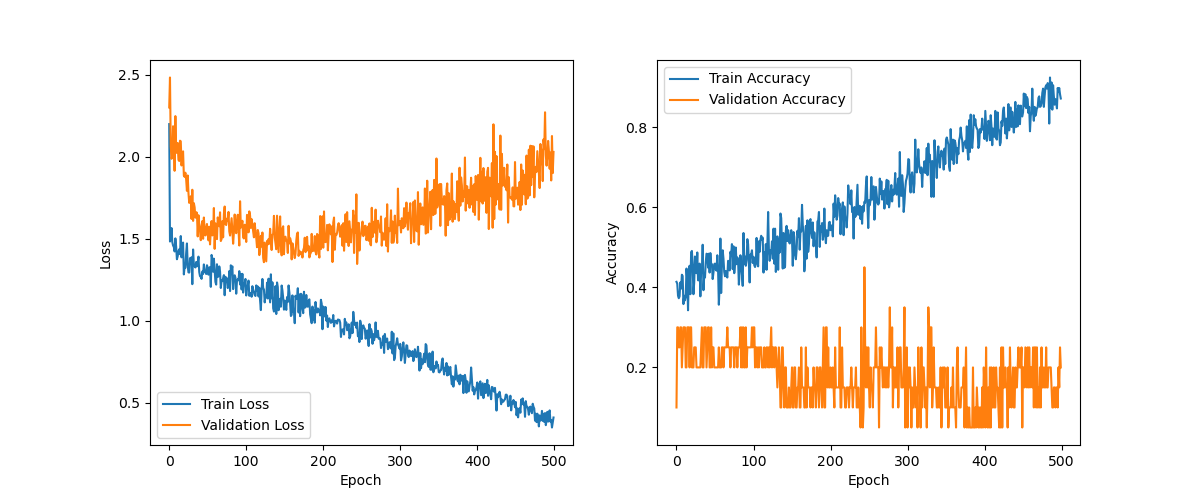 2.5
2.0
1.5
1.0
0.5
Loss
Train Loss
Validation Loss
0 100 200 300 400 500
Epoch
Train Accuracy
Validation Accuracy
0.8
0.6
0.4
0.2
Accuracy
0 100 200 300 400 500
Epoch